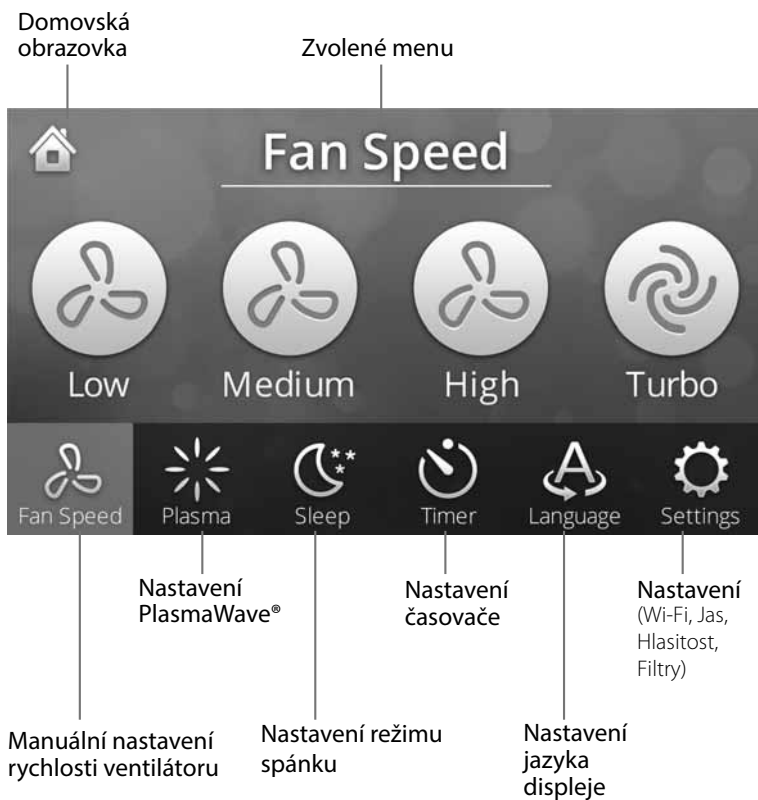 Domovská
obrazovka
Zvolené menu
Fan Speed
Low Medium High Turbo
Fan Speed Plasma Sleep Timer Language Settings
Nastavení
PlasmaWave®
Nastavení
časovače
Nastavení
(Wi-Fi, Jas,
Hlasitost,
Filtry)
Manuální nastavení
rychlosti ventilátoru
Nastavení režimu
spánku
Nastavení
jazyka
displeje